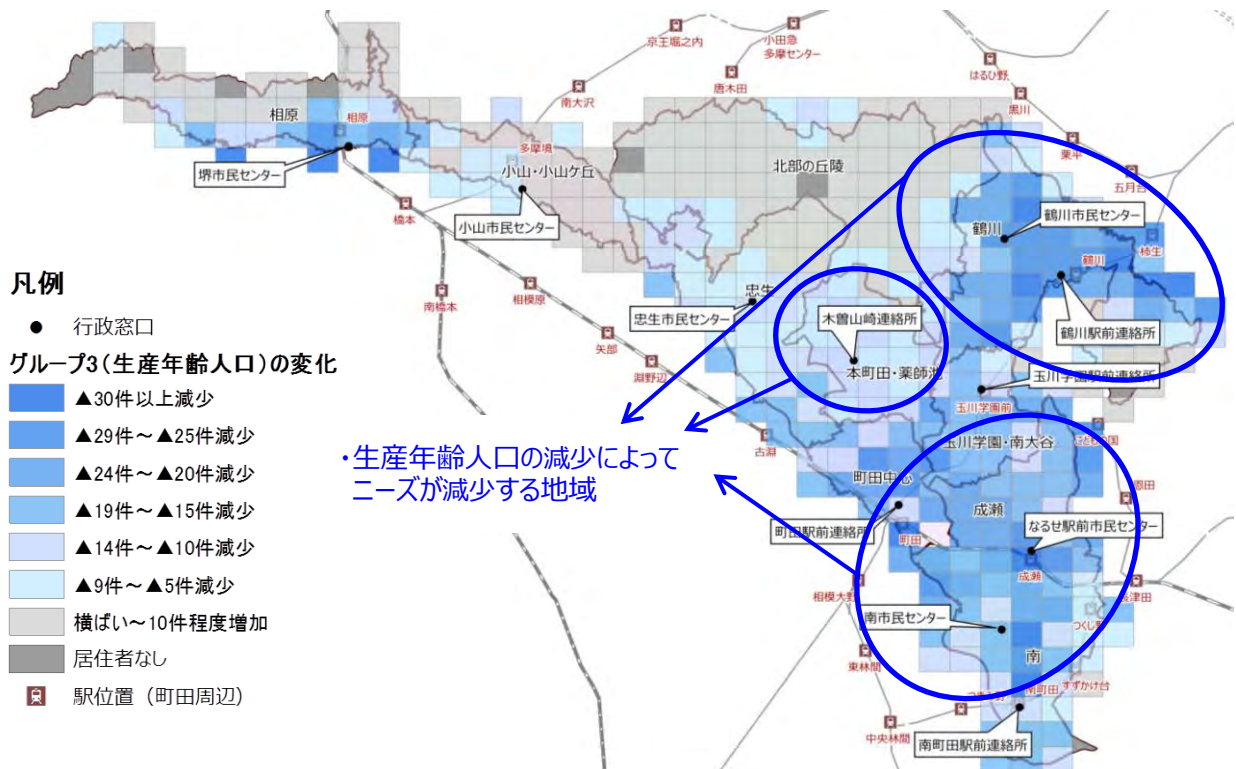 京王堀之内
小田急
多摩センター
はるひ野
唐木田
南大沢
黒川
相原
相原
栗平
多摩境
北部の丘陵
五月台
堺市民センター
小山・小山ケ丘
鶴川市民センター
橋本
小山市民センター
鶴川
柿生
鶴川
凡例
南橋本
相模原
忠生
忠生市民センター
木曽山崎連絡所
鶴川駅前連絡所
● 行政窓口
矢部
グループ3(生産年齢人口)の変化
淵野辺
本町田・薬師池
玉川学園駅前連絡所
▲30件以上減少
玉川学園前
▲29件～▲25件減少
古淵
玉川学園・南大谷
こどもの国
▲24件～▲20件減少
・生産年齢人口の減少によって
ニーズが減少する地域
町田中心
恩田
▲19件～▲15件減少
成瀬
町田駅前連絡所
町田
なるせ駅前市民センター
▲14件～▲10件減少
成瀬
▲9件～▲5件減少
相模大野
長津田
横ばい～10件程度増加
南市民センター
つくし野
居住者なし
東林間
南
すずかけ台
駅位置（町田周辺）
南町田
中央林間
南町田駅前連絡所